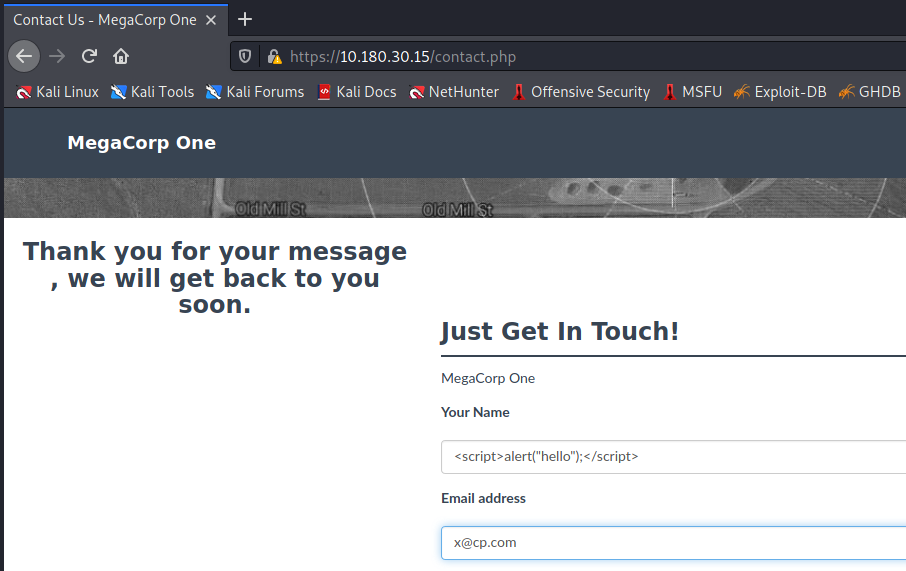 Contact Us - MegaCorp One
https://10.180.30.15/contact.php
Kali Linux Kali Tools Kali Forums Kali Docs NetHunter Offensive Security MSFU Exploit-DB GHDB
MegaCorp One
Old Mill St Old Mill St
Thank you for your message
, we will get back to you
soon.
Just Get In Touch!
MegaCorp One
Your Name
<script>alert("hello");</script>
Email address
x@cp.com